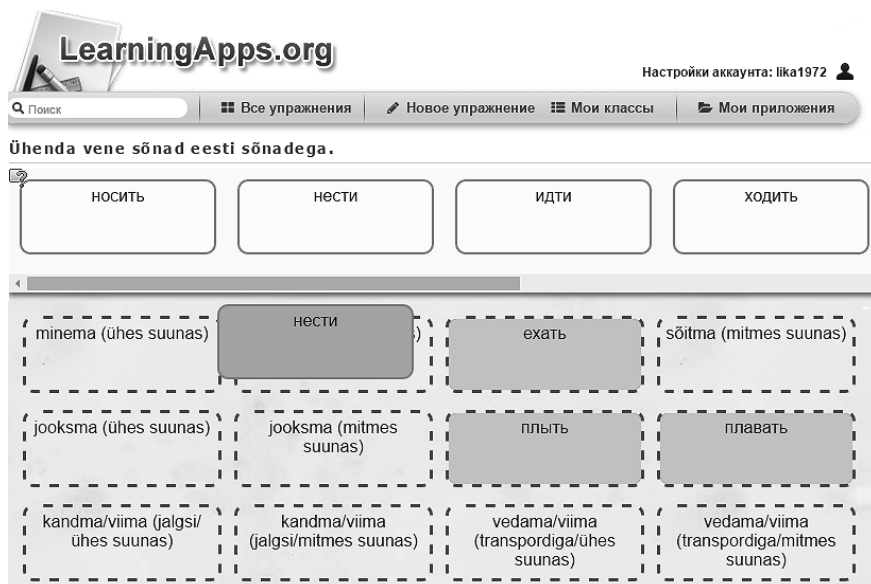 LearningApps.org
Настройки аккаунта: lika1972
Поиск
Все упражнения
Новое упражнение
Мои классы
Мои приложения
Ühenda vene sõnad eesti sõnadega.
носить
нести
идти
ходить
minema (ühes suunas)
нести
)
ехать
sõitma (mitmes suunas)
jooksma (ühes suunas)
jooksma (mitmes
suunas)
плыть
плавать
kandma/viima (jalgsi/
ühes suunas)
kandma/viima
(jalgsi/mitmes suunas)
vedama/viima
(transpordiga/ühes
suunas)
vedama/viima
(transpordiga/mitmes
suunas)